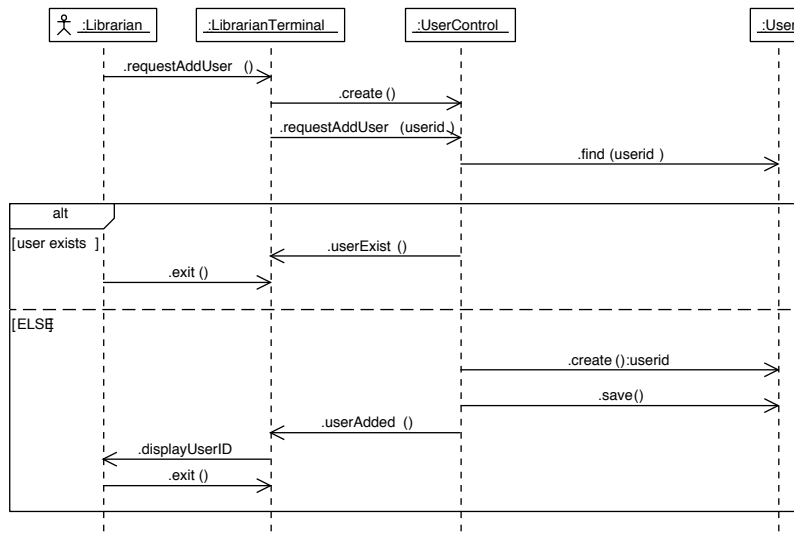 :Librarian
:LibrarianTerminal
:UserControl
:User
.requestAddUser ()
.create ()
.requestAddUser (userid )
.find (userid )
alt
[user exists ]
.userExist ()
.exit ()
[ELSE]
.create ():userid
.save()
.userAdded ()
.displayUserID
.exit ()